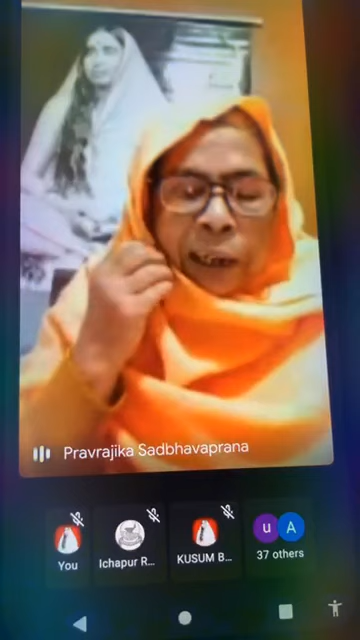 Pravrajika Sadbhavaprana
You
Ichapur R...
KUSUM B...
u
A
37 others